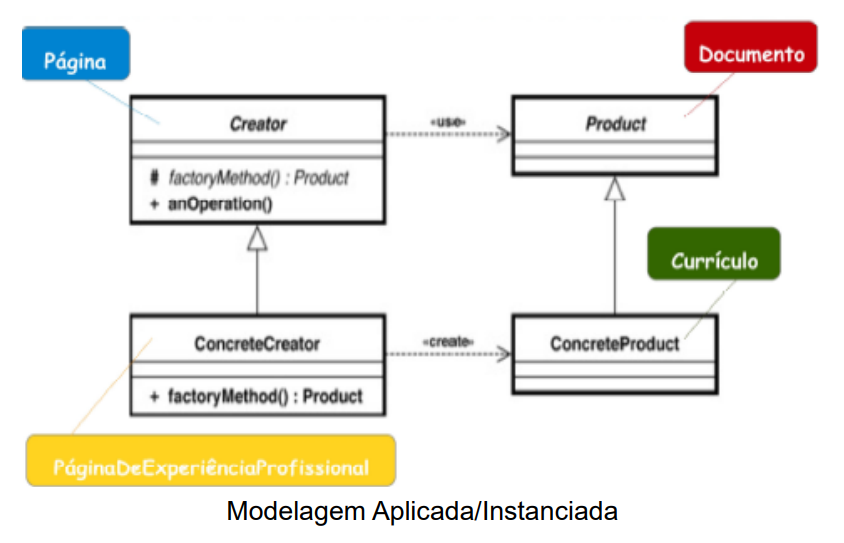 Página
Documento
Creator
«use»
Product
# factoryMethod() : Product
+ anOperation()
Currículo
ConcreteCreator
«create»
ConcreteProduct
+ factoryMethod() : Product
PáginaDeExperiênciaProfissional
Modelagem Aplicada/Instanciada